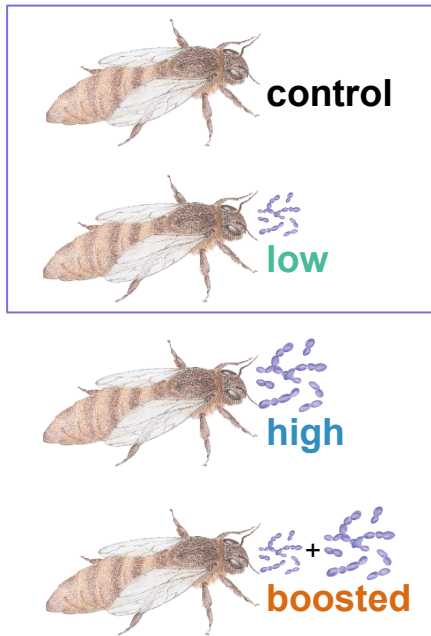 control
low
high
+
boosted